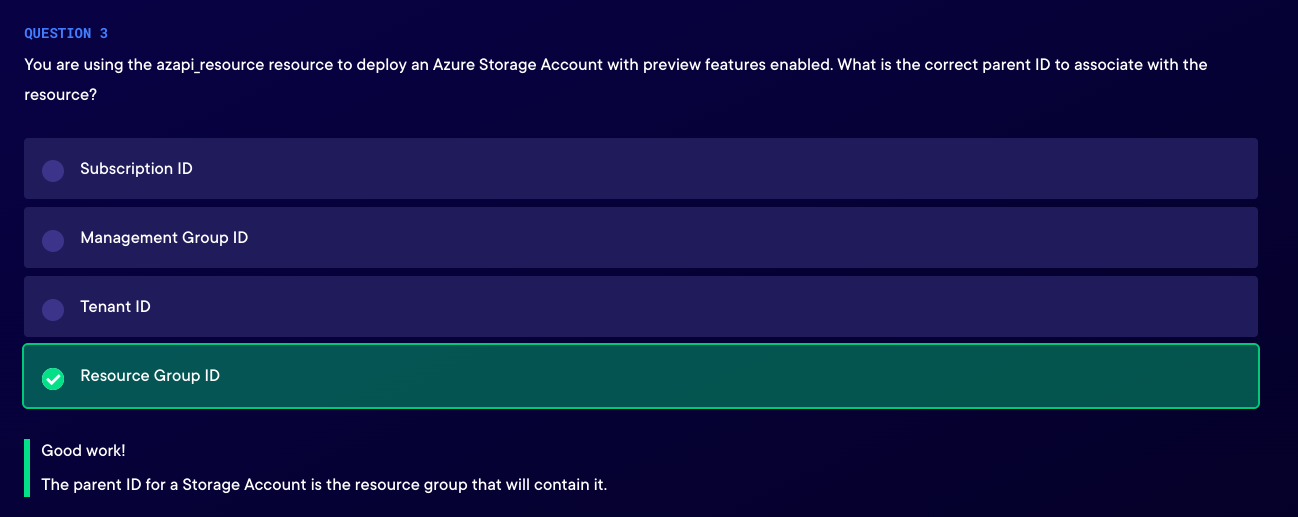 QUESTION 3
You are using the azapi_resource resource to deploy an Azure Storage Account with preview features enabled. What is the correct parent ID to associate with the
resource?
Subscription ID
Management Group ID
Tenant ID
Resource Group ID
Good work!
The parent ID for a Storage Account is the resource group that will contain it.